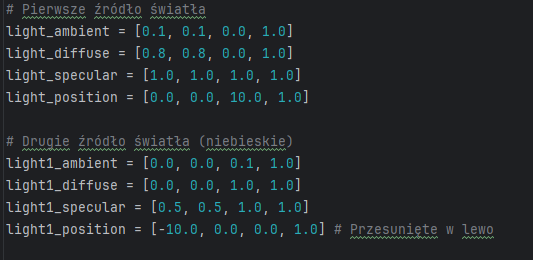 # Pierwsze źródło światła
light_ambient = [0.1, 0.1, 0.0, 1.0]
light_diffuse = [0.8, 0.8, 0.0, 1.0]
light_specular = [1.0, 1.0, 1.0, 1.0]
light_position = [0.0, 0.0, 10.0, 1.0]
# Drugie źródło światła (niebieskie)
light1_ambient = [0.0, 0.0, 0.1, 1.0]
light1_diffuse = [0.0, 0.0, 1.0, 1.0]
light1_specular = [0.5, 0.5, 1.0, 1.0]
light1_position = [-10.0, 0.0, 0.0, 1.0] # Przesunięte w lewo